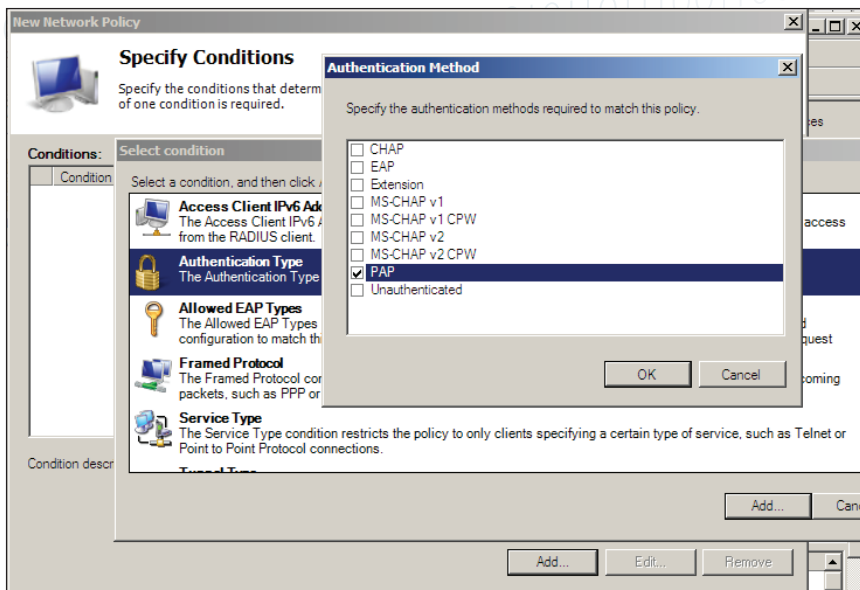 New Network Policy
Specify Conditions
Specify the conditions that determ
of one condition is required.
Conditions:
Condition
Condition descr
Add...
Edit...
Remove
Select condition
Select a condition, and then click
Access Client IPv6 Add
The Access Client IPv6 A
from the RADIUS client.
access
Authentication Type
The Authentication Type
Allowed EAP Types
The Allowed EAP Types
configuration to match thi
quest
Framed Protocol
The Framed Protocol cor
coming
packets, such as PPP or
Service Type
The Service Type condition restricts the policy to only clients specifying a certain type of service, such as Telnet or
Point to Point Protocol connections.
Add...
Authentication Method
Specify the authentication methods required to match this policy.
CHAP
EAP
Extension
MS-CHAP v1
MS-CHAP v1 CPW
MS-CHAP v2
MS-CHAP v2 CPW
PAP
Unauthenticated
OK
Cancel